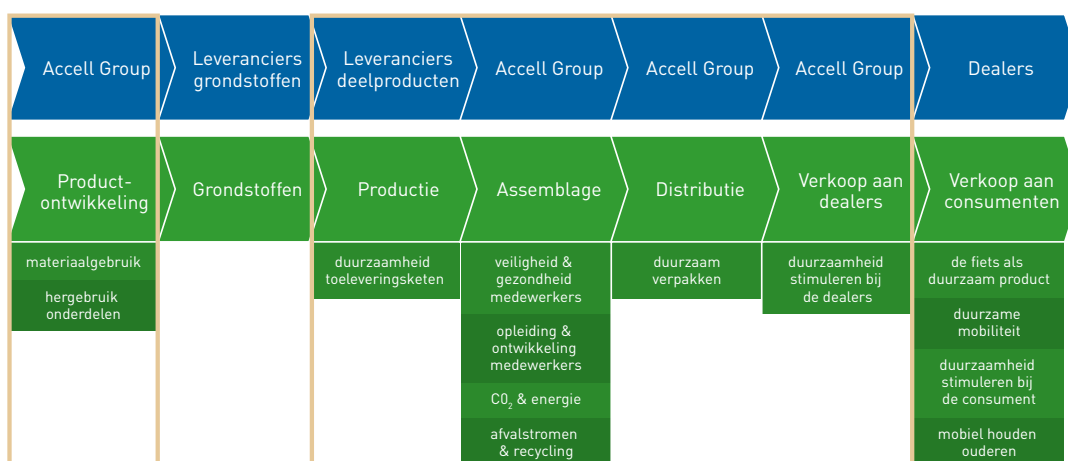 Accell Group
Leveranciers
grondstoffen
Leveranciers
deelproducten
Accell Group
Accell Group
Accell Group
Dealers
Product-
ontwikkeling
Grondstoffen
Productie
Assemblage
Distributie
Verkoop aan
dealers
Verkoop aan
consumenten
materiaalgebruik
hergebruik
onderdelen
duurzaamheid
toeleveringsketen
veiligheid &
gezondheid
medewerkers
opleiding &
ontwikkeling
medewerkers
C0₂ & energie
afvalstromen
& recycling
duurzaam
verpakken
duurzaamheid
stimuleren bij
de dealers
de fiets als
duurzaam product
duurzame
mobiliteit
duurzaamheid
stimuleren bij
de consument
mobiel houden
ouderen